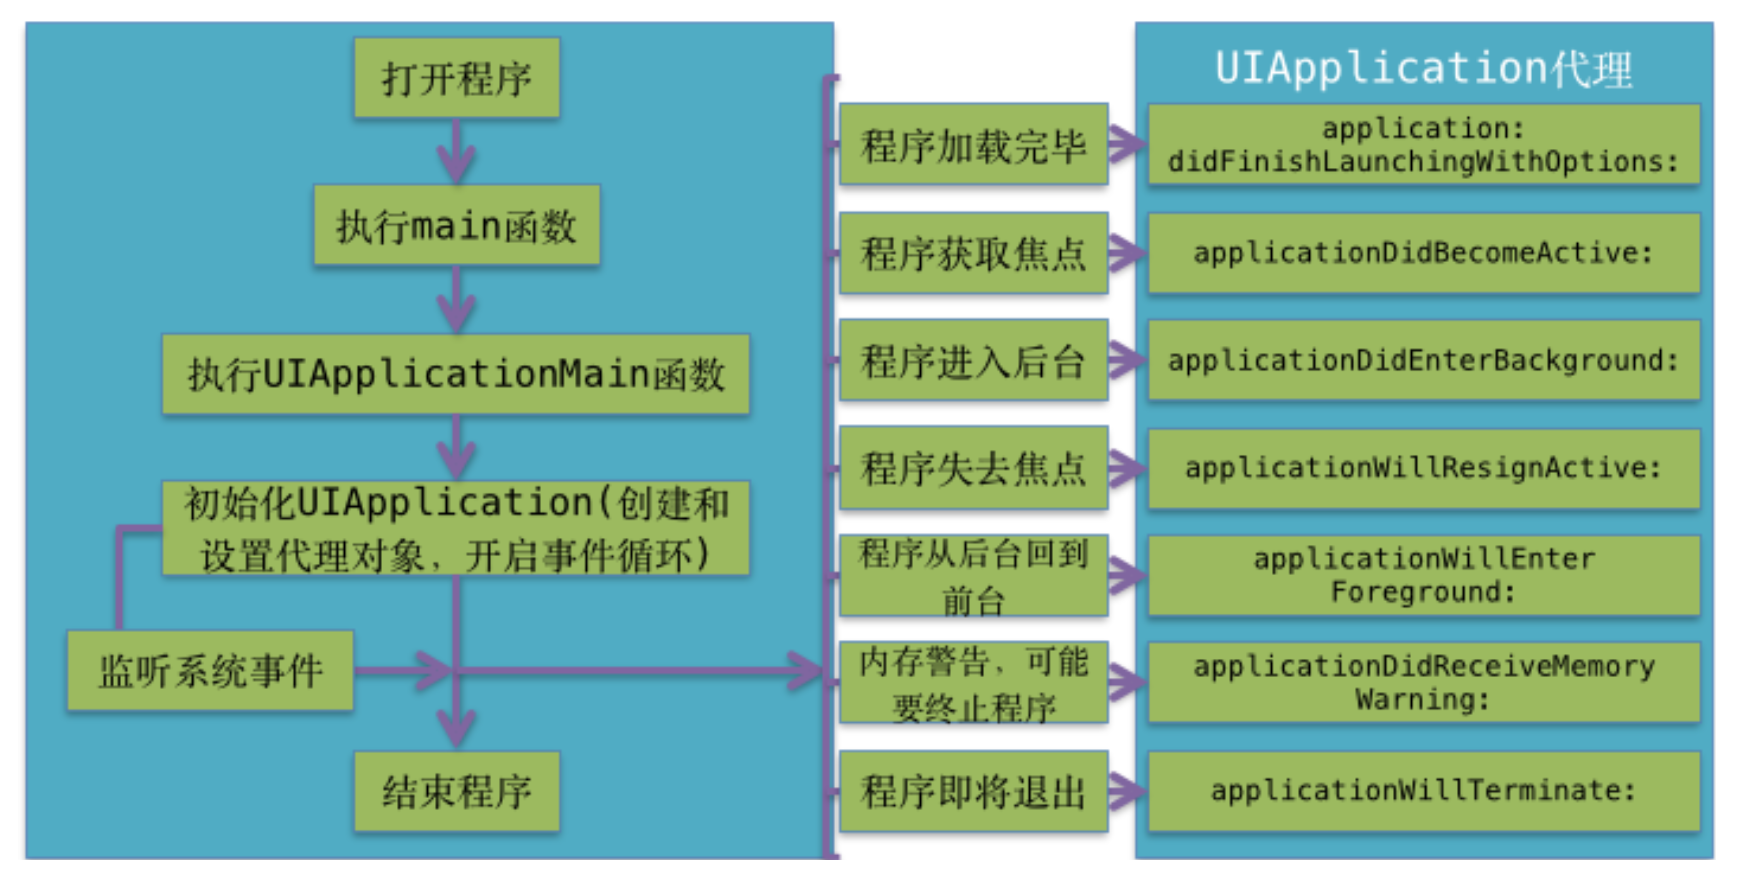 打开程序
执行main函数
执行UIApplicationMain函数
初始化UIApplication(创建和
设置代理对象，开启事件循环)
监听系统事件
结束程序
程序加载完毕
程序获取焦点
程序进入后台
程序失去焦点
程序从后台回到
前台
内存警告，可能
要终止程序
程序即将退出
UIApplication代理
application:
didFinishLaunchingWithOptions:
applicationDidBecomeActive:
applicationDidEnterBackground:
applicationWillResignActive:
applicationWillEnter
Foreground:
applicationDidReceiveMemory
Warning:
applicationWillTerminate: